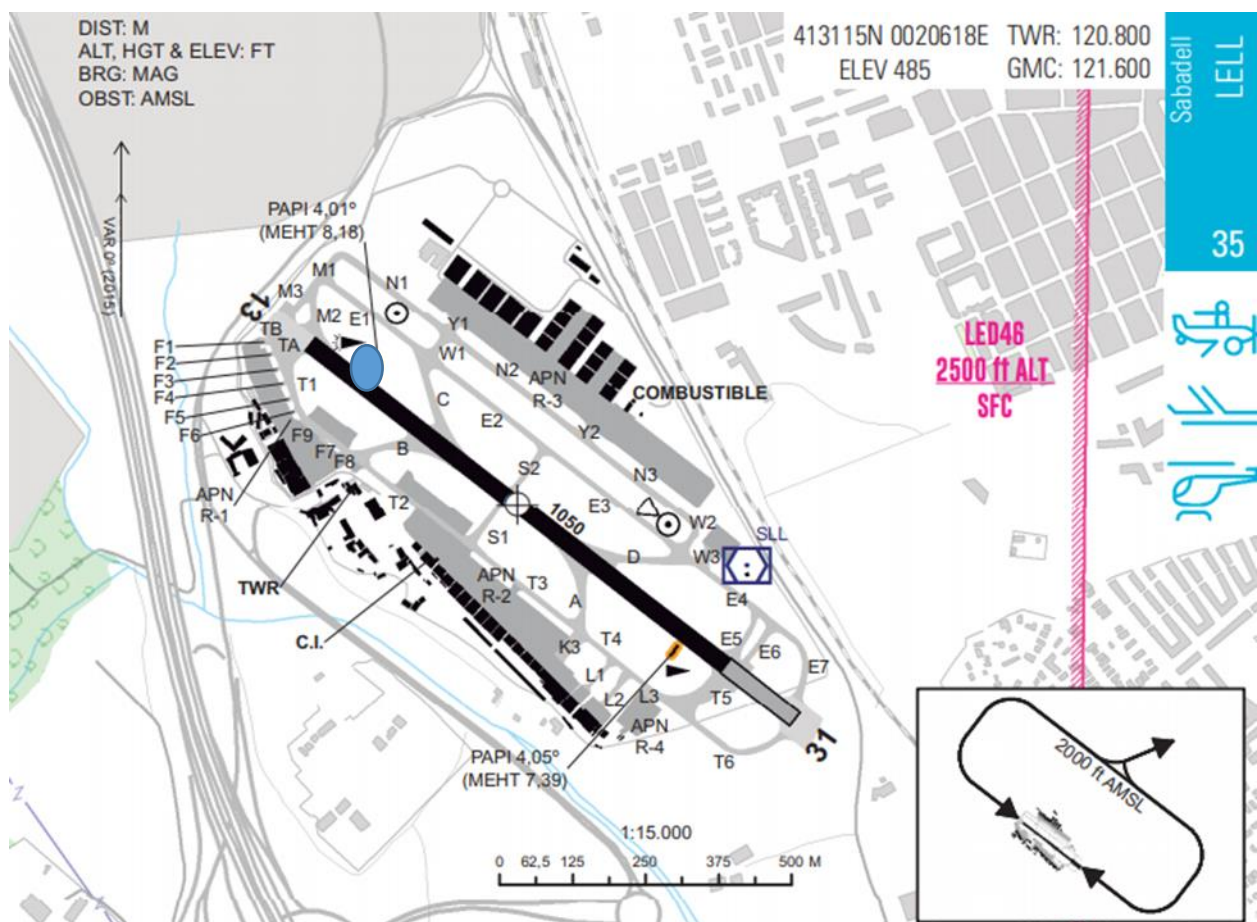 DIST: M
ALT, HGT & ELEV: FT
BRG: MAG
OBST: AMSL
413115N 0020618E TWR: 120.800
ELEV 485 GMC: 121.600
Sabadell
LELL
35
VAR 0º (2015)
PAPI 4,01º
(MEHT 8,18)
LED46
2500 ft ALT
SFC
13
M1
M3
M2
E1
N1
TB
TA
F1
F2
F3
F4
F5
F6
T1
F9
F7
F8
APN
R-1
B
C
W1
Y1
N2
APN
R-3
COMBUSTIBLE
E2
Y2
N3
S2
1050
E3
W2
W3
SLL
T2
S1
TWR
C.I.
APN
R-2
T3
A
D
E4
K3
T4
E5
E6
E7
L1
L2
L3
T5
APN
R-4
T6
31
PAPI 4,05º
(MEHT 7,39)
1:15.000
0 62,5 125 250 375 500 M
2000 ft AMSL